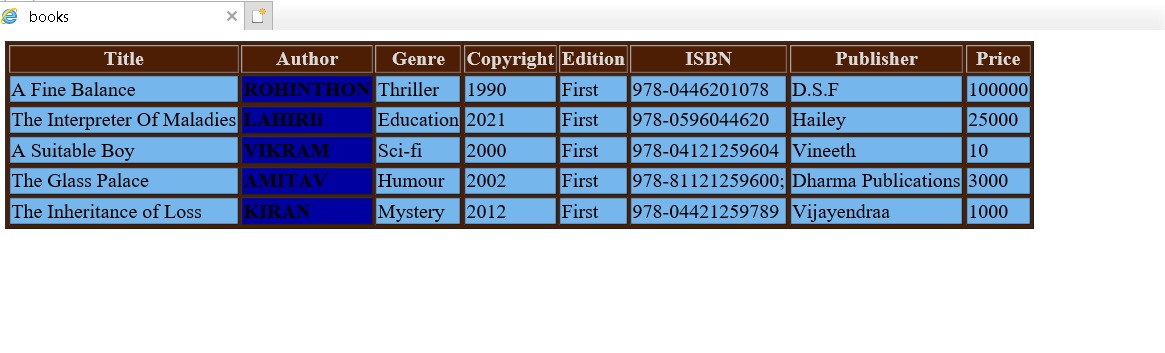 books
Title Author Genre Copyright Edition ISBN Publisher Price
A Fine Balance ROHINTHON Thriller 1990 First 978-0446201078 D.S.F 100000
The Interpreter Of Maladies LAHIRE Education 2021 First 978-0596044620 Hailey 25000
A Suitable Boy VIKRAM Sci-fi 2000 First 978-04121259604 Vineeth 10
The Glass Palace AMITAV Humour 2002 First 978-81121259600; Dharma Publications 3000
The Inheritance of Loss KIRAN Mystery 2012 First 978-04421259789 Vijayendraa 1000